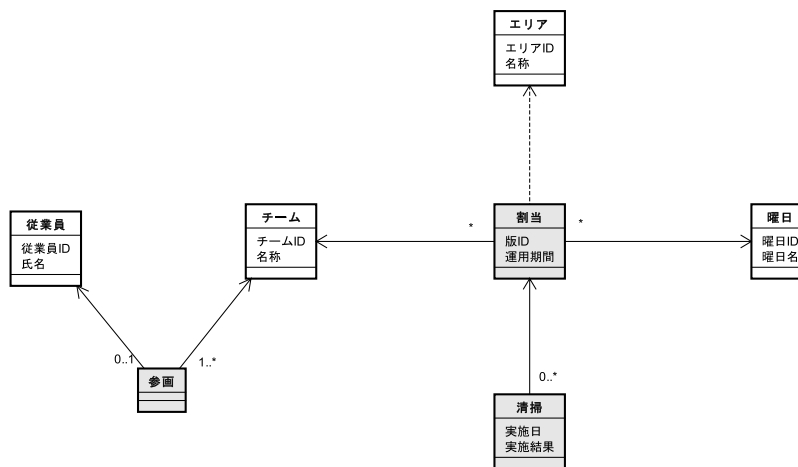 エリア
エリアID
名称
従業員
従業員ID
氏名
チーム
チームID
名称
*
割当
版ID
運用期間
*
曜日
曜日ID
曜日名
0..1
1..*
参画
0..*
清掃
実施日
実施結果